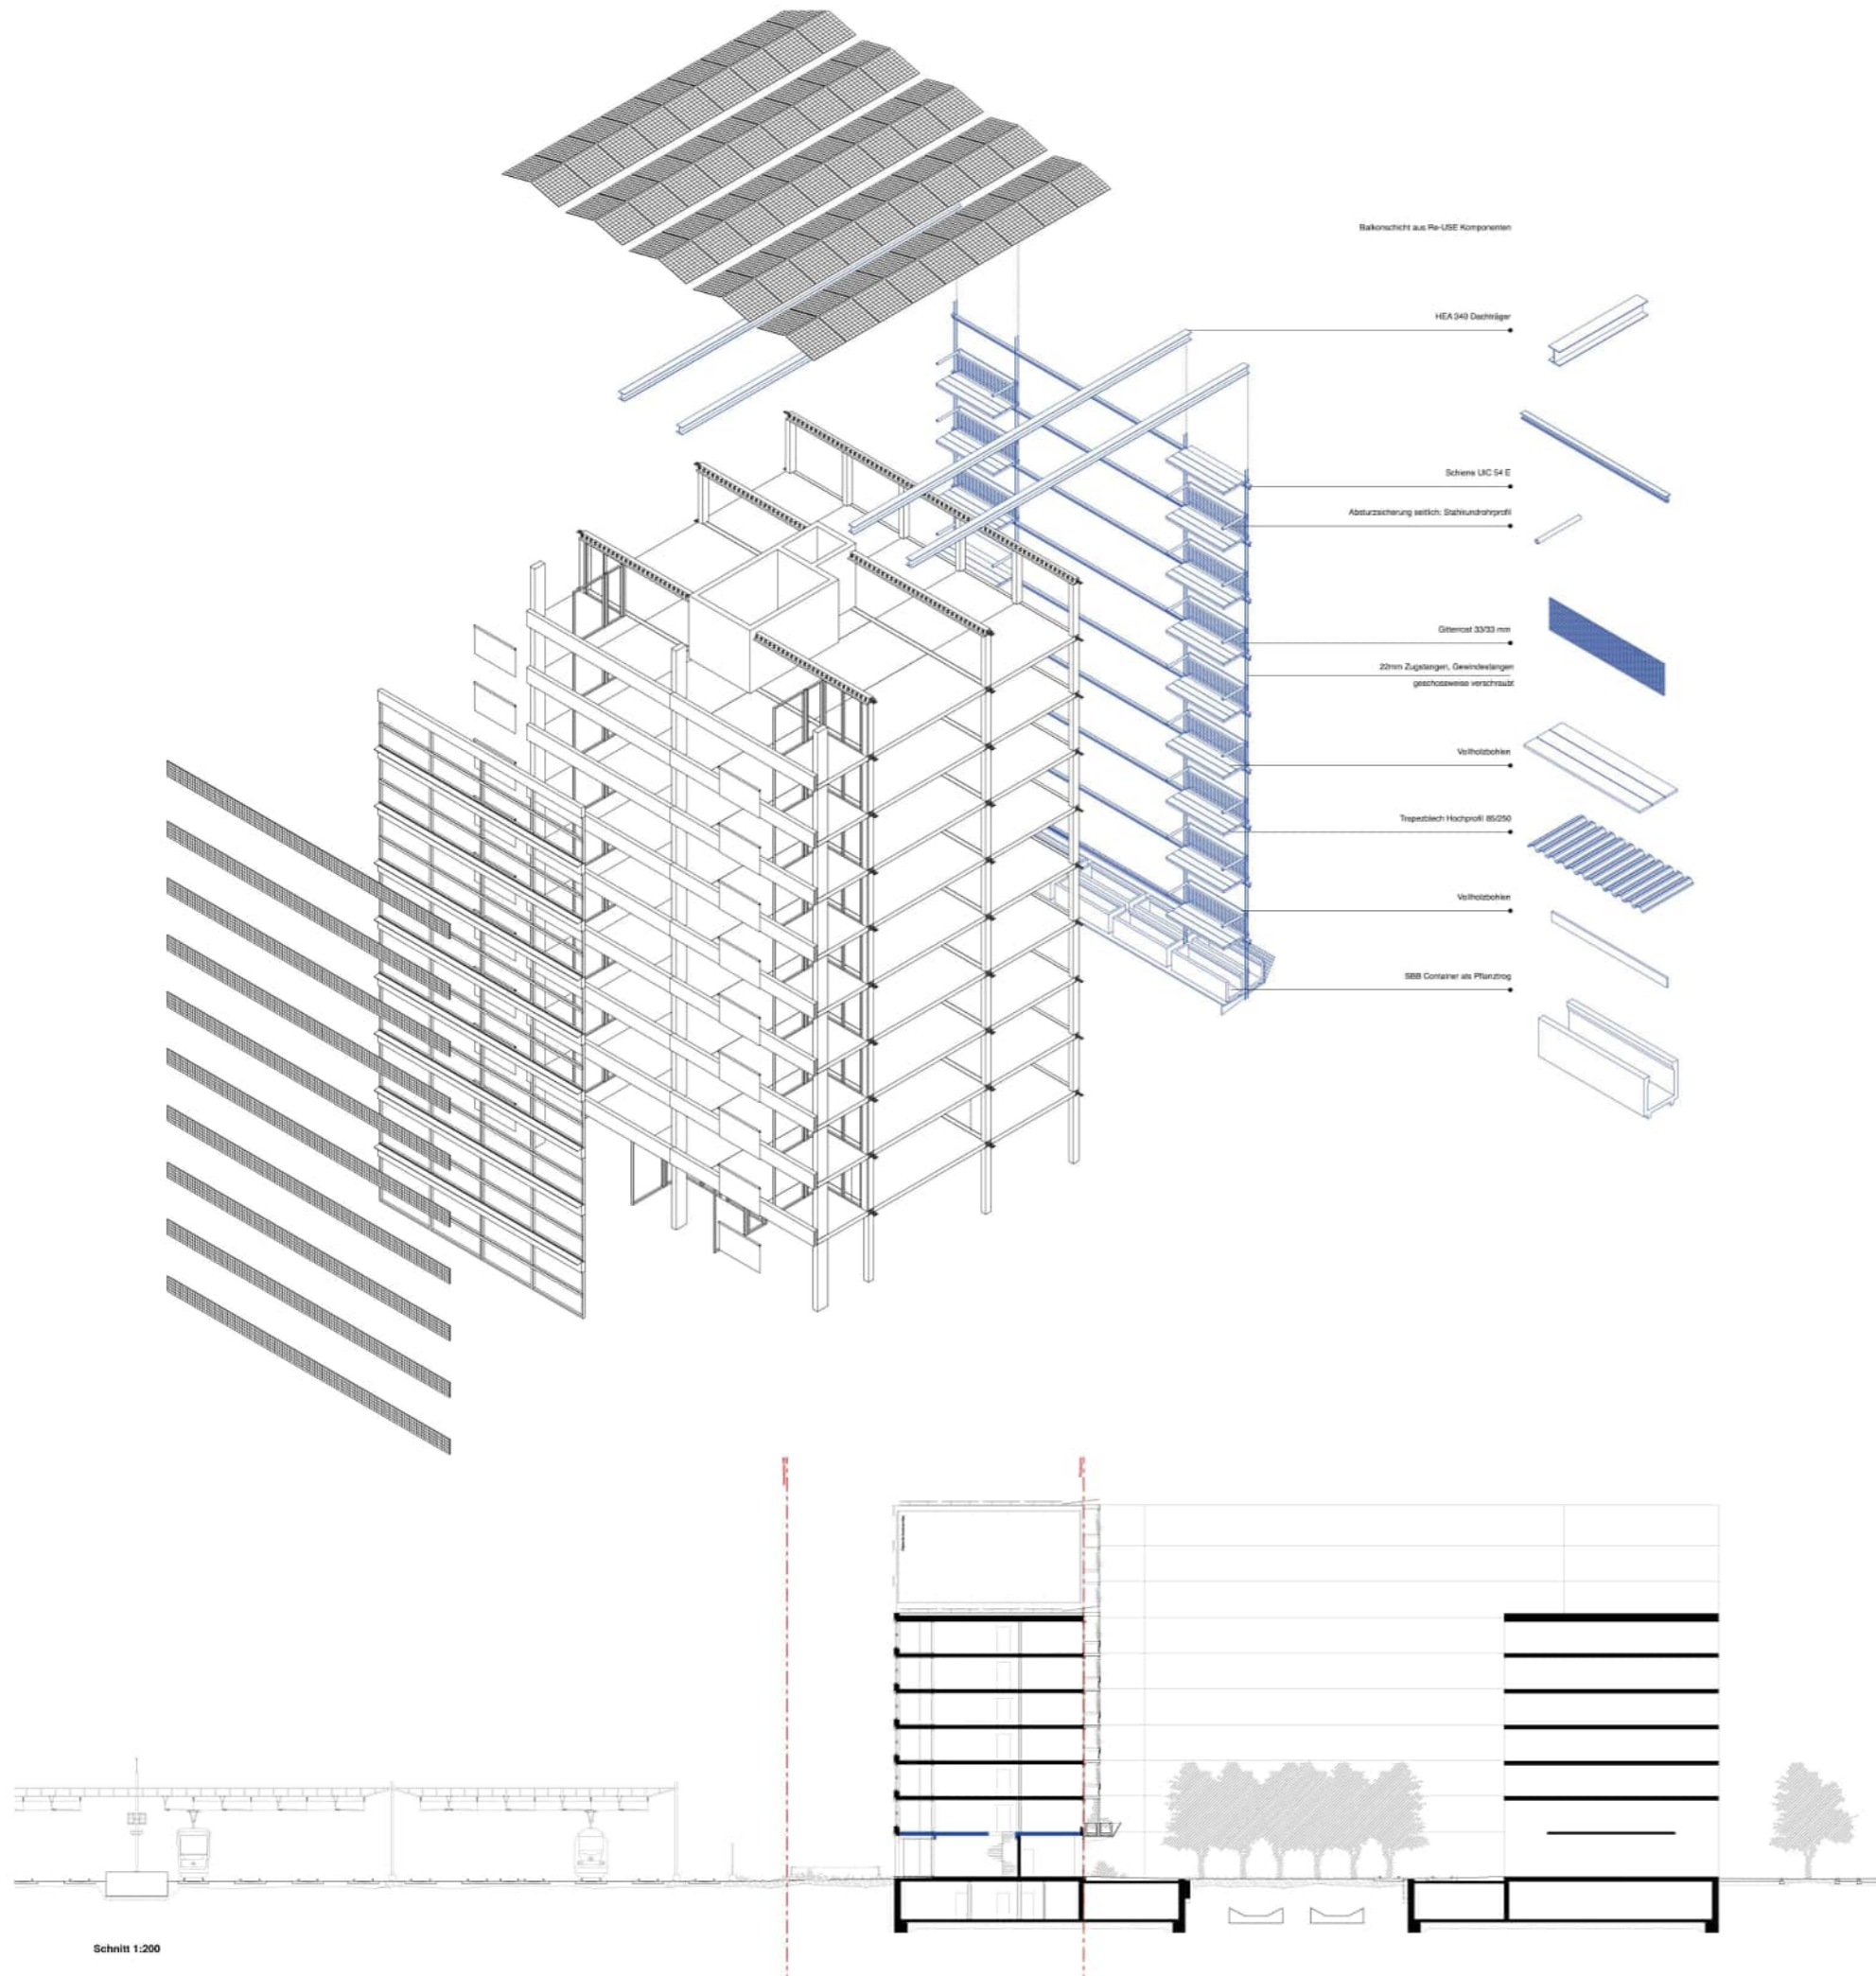 Balkonschicht aus Re-USE Komponenten
HEA 340 Dachträger
Schiene UIC 54 E
Absturzsicherung seitlich: Stahlrundrohrprofil
Gitterrost 33/33 mm
22mm Zugstangen, Gewindestangen
geschossweise verschraubt
Vollholzbohlen
Trapezblech Hochprofil 85/250
Vollholzbohlen
SBB Container als Pflanztrog
Schnitt 1:200